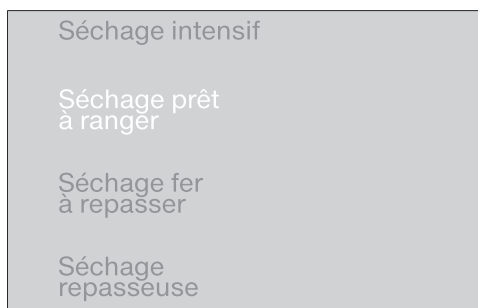 Séchage intensif
Séchage prêt
à ranger
Séchage fer
à repasser
Séchage
repasseuse